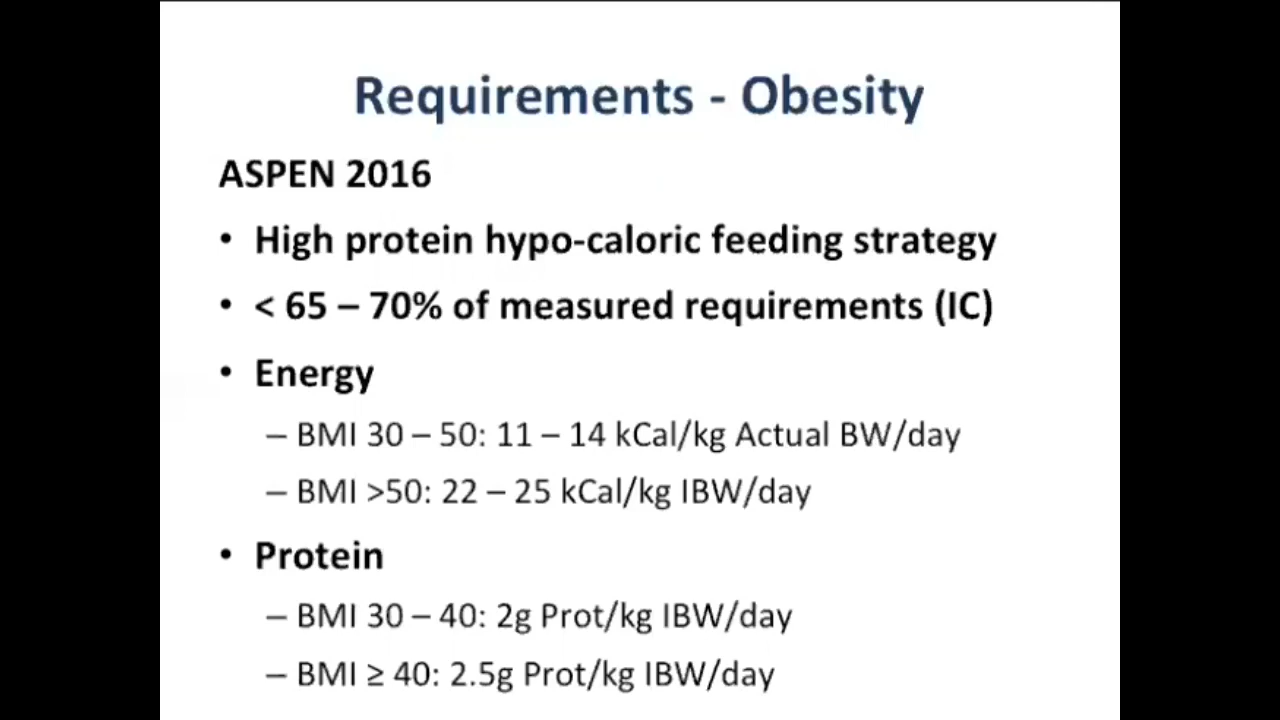 Requirements - Obesity
ASPEN 2016
• High protein hypo-caloric feeding strategy
• < 65 – 70% of measured requirements (IC)
• Energy
– BMI 30 – 50: 11 – 14 kCal/kg Actual BW/day
– BMI >50: 22 – 25 kCal/kg IBW/day
• Protein
– BMI 30 – 40: 2g Prot/kg IBW/day
– BMI ≥ 40: 2.5g Prot/kg IBW/day